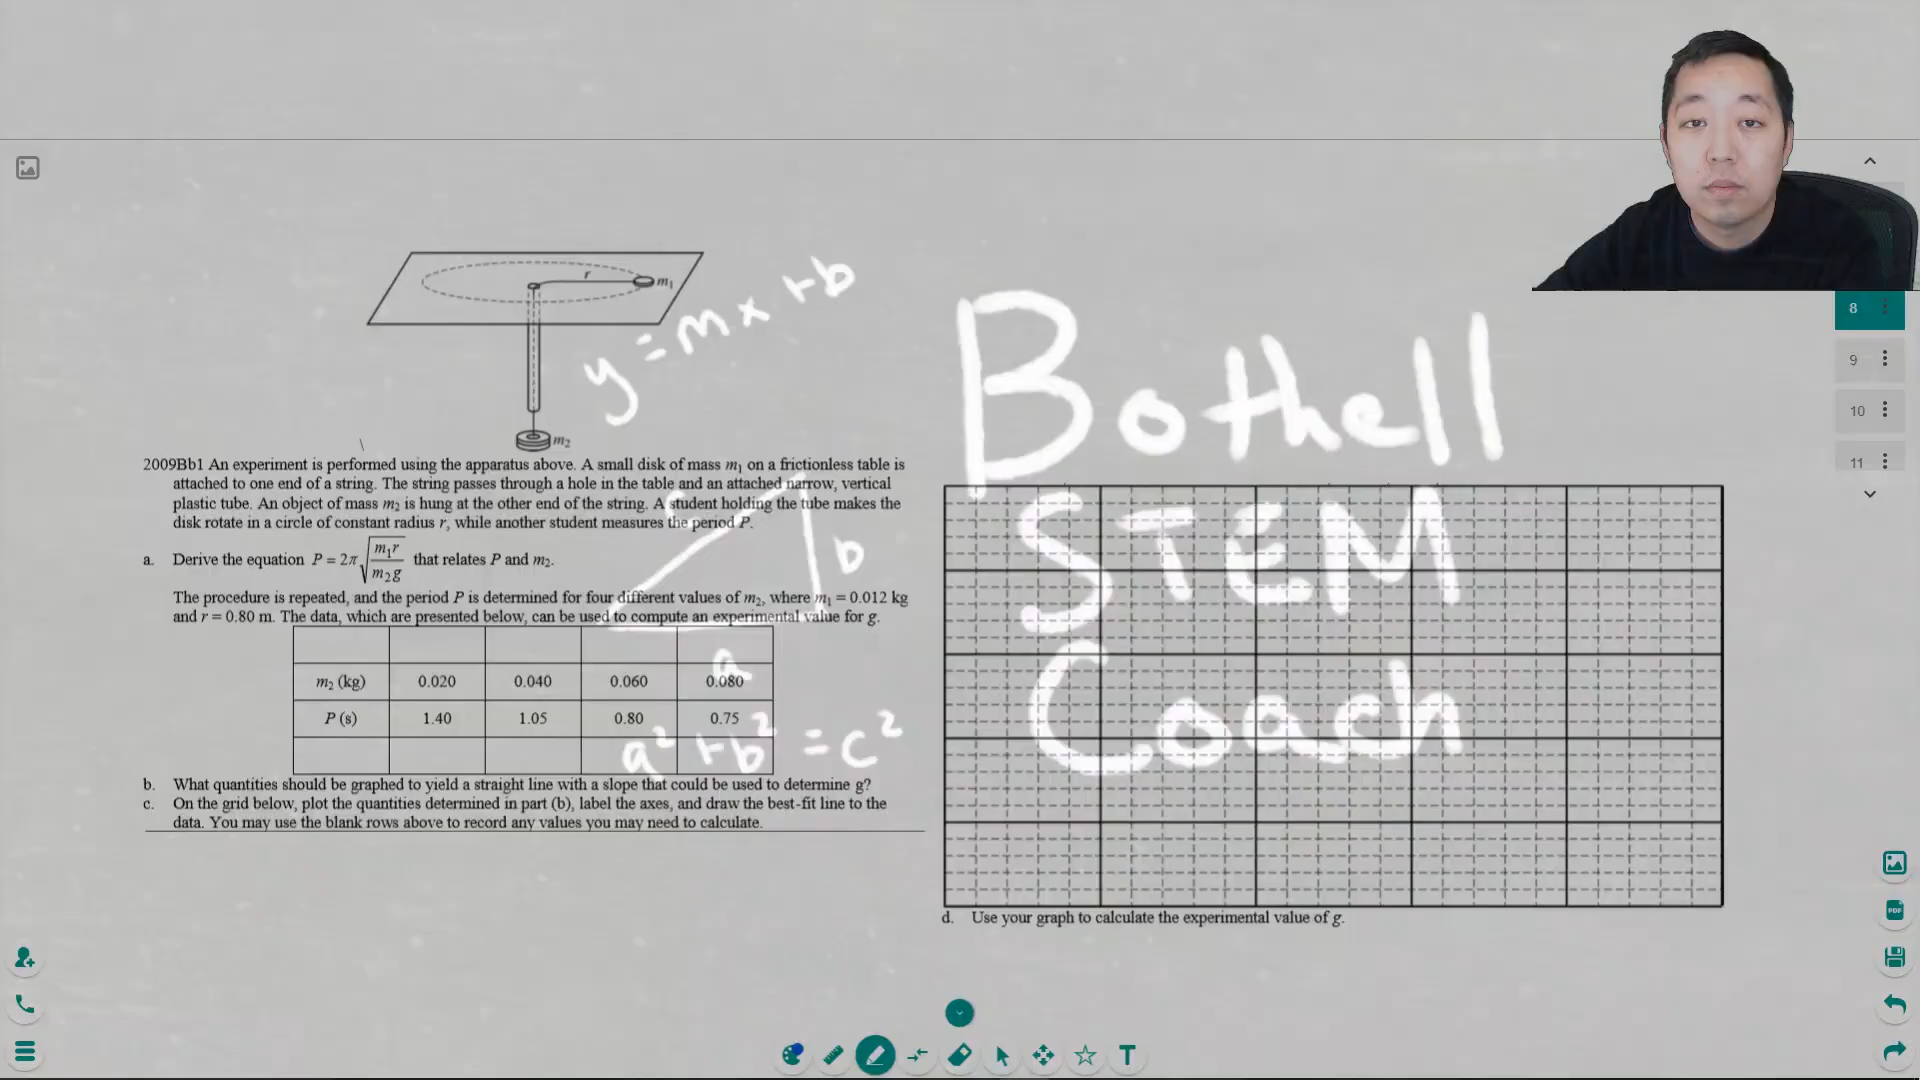 r
m₁
y = mx + b
m₂
Bothell
STEM
Coach
2009Bb1 An experiment is performed using the apparatus above. A small disk of mass m₁ on a frictionless table is
attached to one end of a string. The string passes through a hole in the table and an attached narrow, vertical
plastic tube. An object of mass m₂ is hung at the other end of the string. A student holding the tube makes the
disk rotate in a circle of constant radius r, while another student measures the period P.
c
b
a
a. Derive the equation P = 2π√(m₁r/m₂g) that relates P and m₂.
The procedure is repeated, and the period P is determined for four different values of m₂, where m₁ = 0.012 kg
and r = 0.80 m. The data, which are presented below, can be used to compute an experimental value for g.
m₂ (kg) 0.020 0.040 0.060 0.080
P (s) 1.40 1.05 0.80 0.75
a² + b² = c²
b. What quantities should be graphed to yield a straight line with a slope that could be used to determine g?
c. On the grid below, plot the quantities determined in part (b), label the axes, and draw the best-fit line to the
data. You may use the blank rows above to record any values you may need to calculate.
d. Use your graph to calculate the experimental value of g.
8
9
10
11
PDF
T